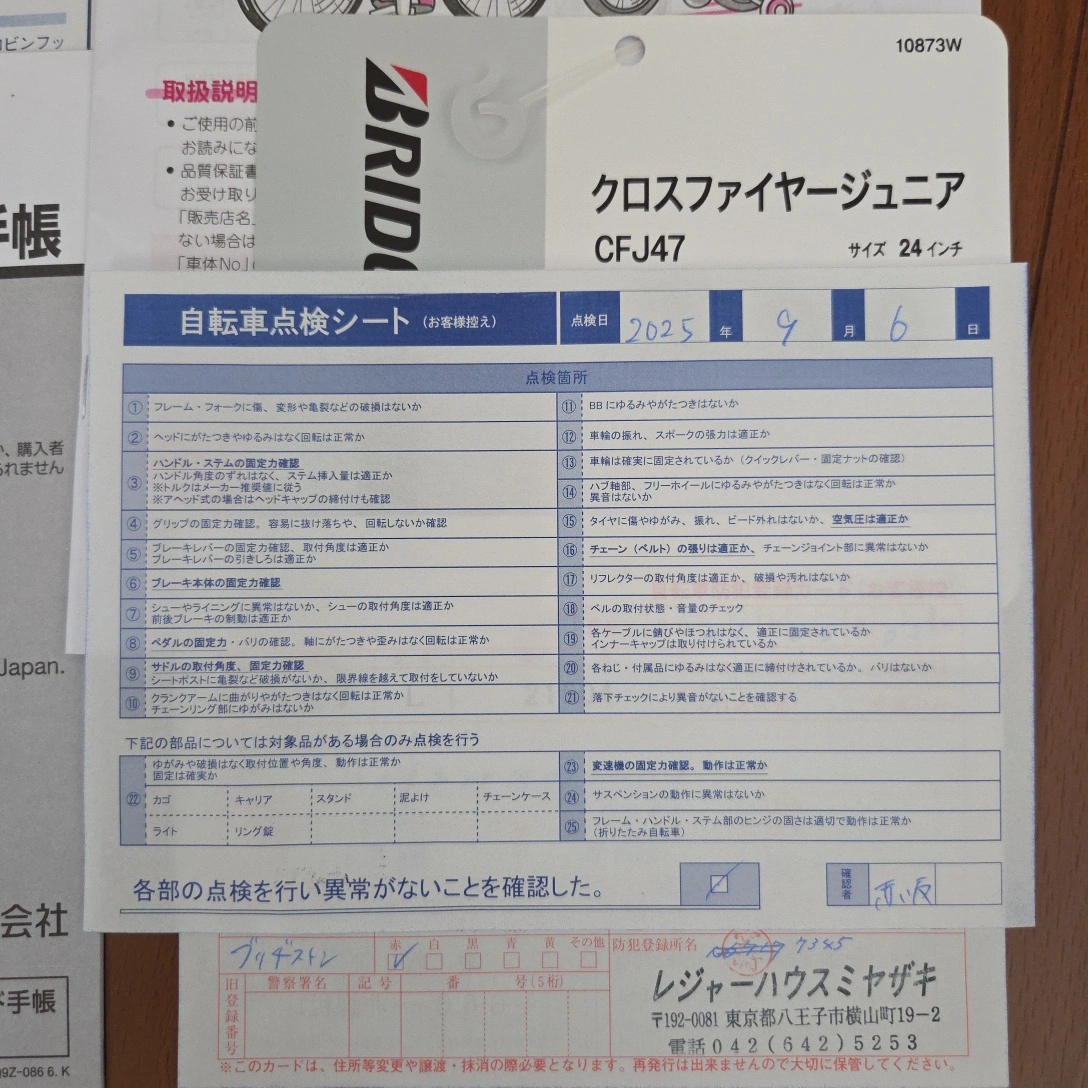 コビンフッ
手帳
、購入者
られません
Japan.
会社
ド手帳
09Z-086 6. K
取扱説明
● ご使用の前
お読みにな
● 品質保証書
お受け取り
「販売店名」
ない場合は
「車体No」
BRIDG
10873W
クロスファイヤージュニア
CFJ47 サイズ 24インチ
自転車点検シート(お客様控え) 点検日 2025 年 9 月 6 日
点検箇所
① フレーム・フォークに傷、変形や亀裂などの破損はないか
② ヘッドにがたつきやゆるみはなく回転は正常か
③ ハンドル・ステムの固定力確認
ハンドル角度のずれはなく、ステム挿入量は適正か
※トルクはメーカー推奨値に従う
※アヘッド式の場合はヘッドキャップの締付けも確認
④ グリップの固定力確認。容易に抜け落ちや、回転しないか確認
⑤ ブレーキレバーの固定力確認、取付角度は適正か
ブレーキレバーの引きしろは適正か
⑥ ブレーキ本体の固定力確認
⑦ シューやライニングに異常はないか、シューの取付角度は適正か
前後ブレーキの制動は適正か
⑧ ペダルの固定力・バリの確認。軸にがたつきや歪みはなく回転は正常か
⑨ サドルの取付角度、固定力確認
シートポストに亀裂など破損がないか、限界線を越えて取付をしていないか
⑩ クランクアームに曲がりやがたつきはなく回転は正常か
チェーンリング部にゆがみはないか
⑪ BBにゆるみやがたつきはないか
⑫ 車輪の振れ、スポークの張力は適正か
⑬ 車輪は確実に固定されているか(クイックレバー・固定ナットの確認)
⑭ ハブ軸部、フリーホイールにゆるみやがたつきはなく回転は正常か
異音はないか
⑮ タイヤに傷やゆがみ、振れ、ビード外れはないか、空気圧は適正か
⑯ チェーン(ベルト)の張りは適正か、チェーンジョイント部に異常はないか
⑰ リフレクターの取付角度は適正か、破損や汚れはないか
⑱ ベルの取付状態・音量のチェック
⑲ 各ケーブルに錆びやほつれはなく、適正に固定されているか
インナーキャップは取り付けられているか
⑳ 各ねじ・付属品にゆるみはなく適正に締付けされているか。バリはないか
㉑ 落下チェックにより異音がないことを確認する
下記の部品については対象品がある場合のみ点検を行う
㉒ ゆがみや破損はなく取付位置や角度、動作は正常か
固定は確実か
カゴ キャリア スタンド 泥よけ チェーンケース
ライト リング錠
㉓ 変速機の固定力確認。動作は正常か
㉔ サスペンションの動作に異常はないか
㉕ フレーム・ハンドル・ステム部のヒンジの固さは適切で動作は正常か
(折りたたみ自転車)
各部の点検を行い異常がないことを確認した。 確認者
ブリヂストン 赤 白 黒 青 黄 その他 防犯登録所名 7345
旧登録番号 警察署名 記号 番 号(5桁)
レジャーハウスミヤザキ
〒192-0081 東京都八王子市横山町19-2
電話042(642)5253
※このカードは、住所等変更や譲渡・抹消の際必要となります。再発行は出来ませんので大切に保管してください。